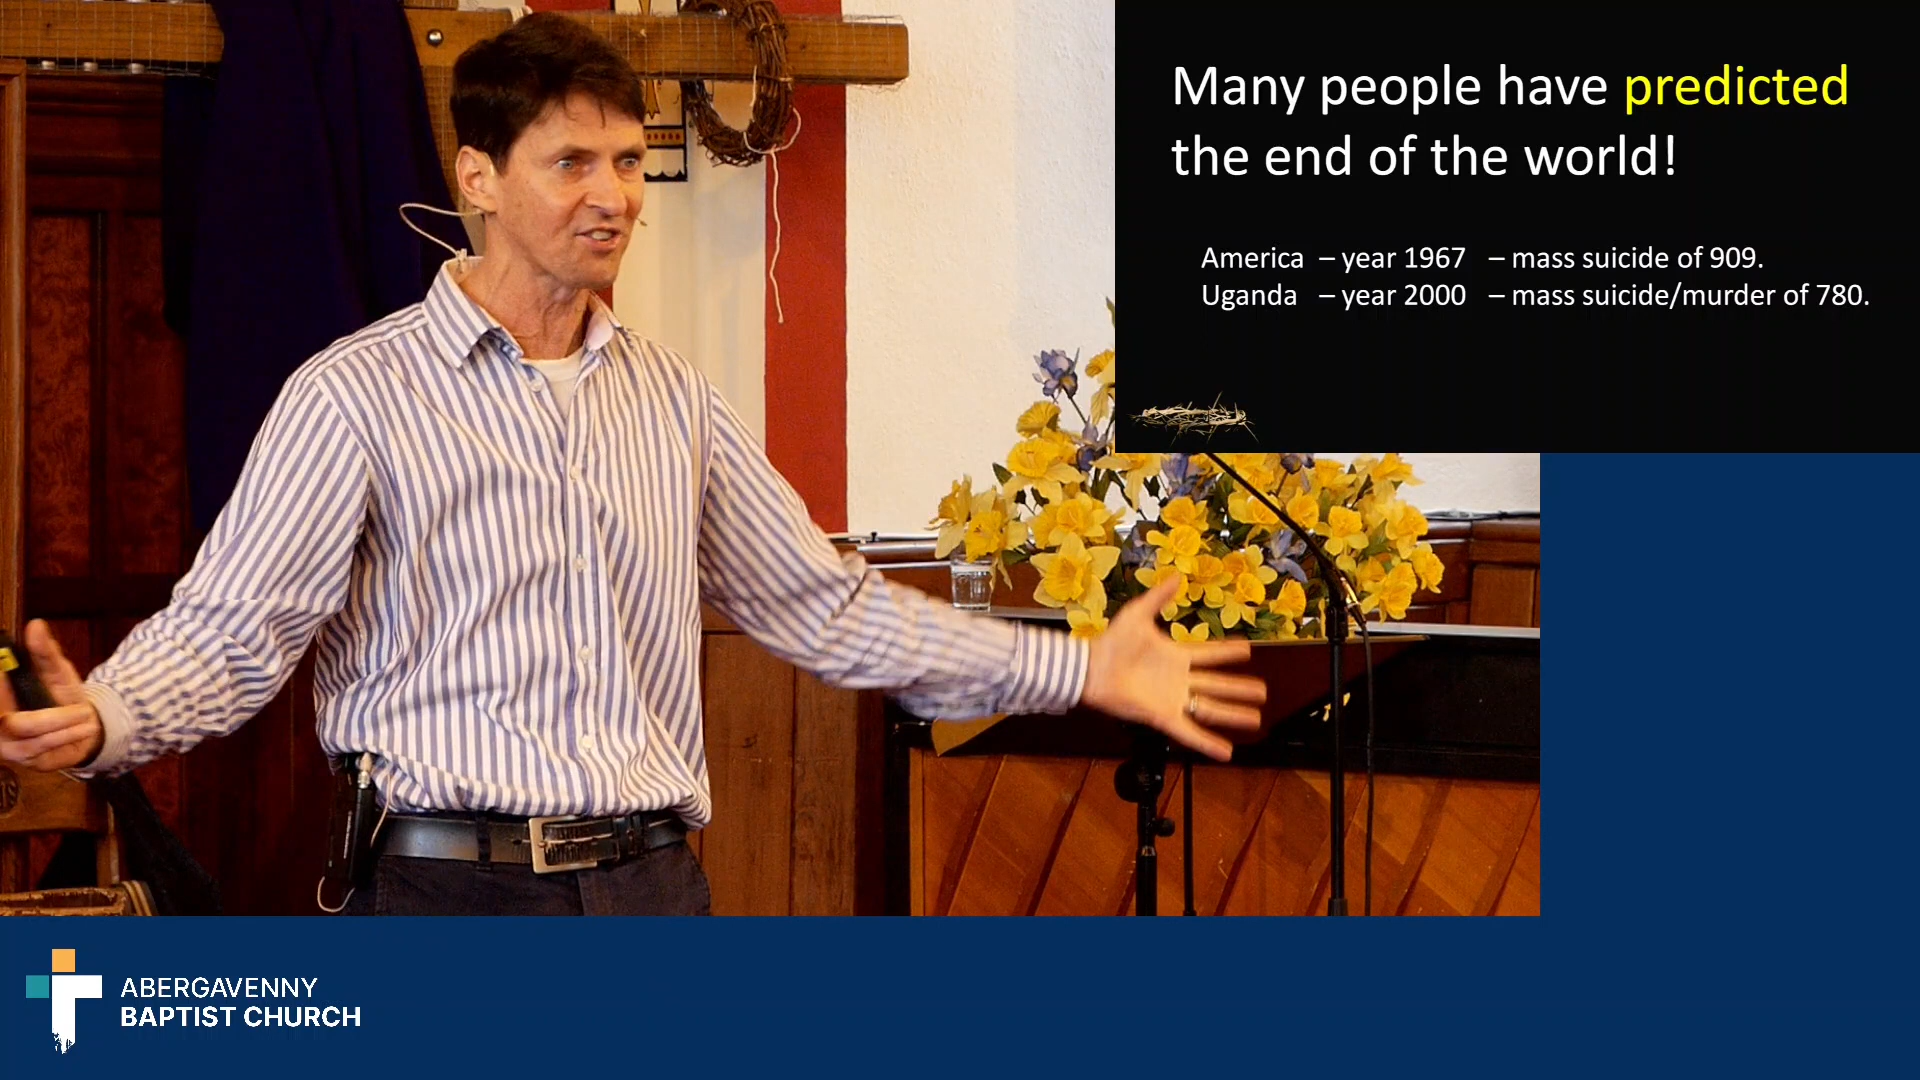 Many people have predicted
the end of the world!
America – year 1967 – mass suicide of 909.
Uganda – year 2000 – mass suicide/murder of 780.
ABERGAVENNY
BAPTIST CHURCH